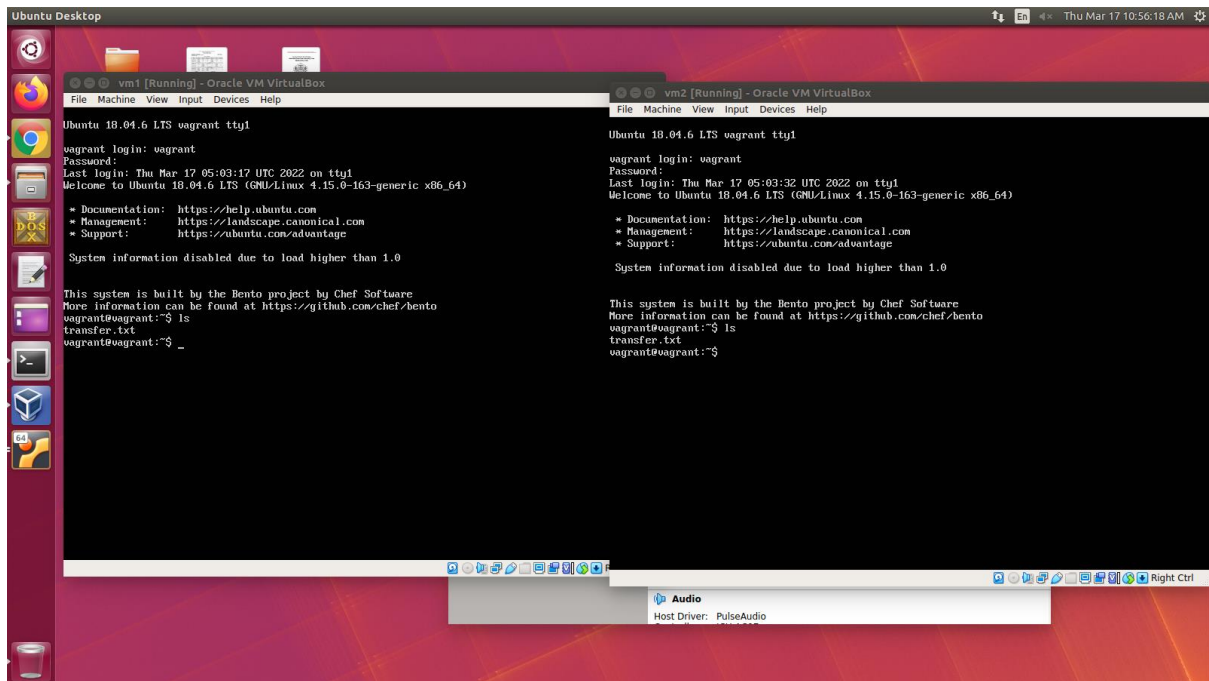 Ubuntu Desktop
En
Thu Mar 17 10:56:18 AM
vm1 [Running] - Oracle VM VirtualBox
File Machine View Input Devices Help
Ubuntu 18.04.6 LTS vagrant tty1
vagrant login: vagrant
Password:
Last login: Thu Mar 17 05:03:17 UTC 2022 on tty1
Welcome to Ubuntu 18.04.6 LTS (GNU/Linux 4.15.0-163-generic x86_64)
* Documentation: https://help.ubuntu.com
* Management: https://landscape.canonical.com
* Support: https://ubuntu.com/advantage
System information disabled due to load higher than 1.0
This system is built by the Bento project by Chef Software
More information can be found at https://github.com/chef/bento
vagrant@vagrant:~$ ls
transfer.txt
vagrant@vagrant:~$ _
vm2 [Running] - Oracle VM VirtualBox
File Machine View Input Devices Help
Ubuntu 18.04.6 LTS vagrant tty1
vagrant login: vagrant
Password:
Last login: Thu Mar 17 05:03:32 UTC 2022 on tty1
Welcome to Ubuntu 18.04.6 LTS (GNU/Linux 4.15.0-163-generic x86_64)
* Documentation: https://help.ubuntu.com
* Management: https://landscape.canonical.com
* Support: https://ubuntu.com/advantage
System information disabled due to load higher than 1.0
This system is built by the Bento project by Chef Software
More information can be found at https://github.com/chef/bento
vagrant@vagrant:~$ ls
transfer.txt
vagrant@vagrant:~$
Right Ctrl
Audio
Host Driver: PulseAudio
DOS
64